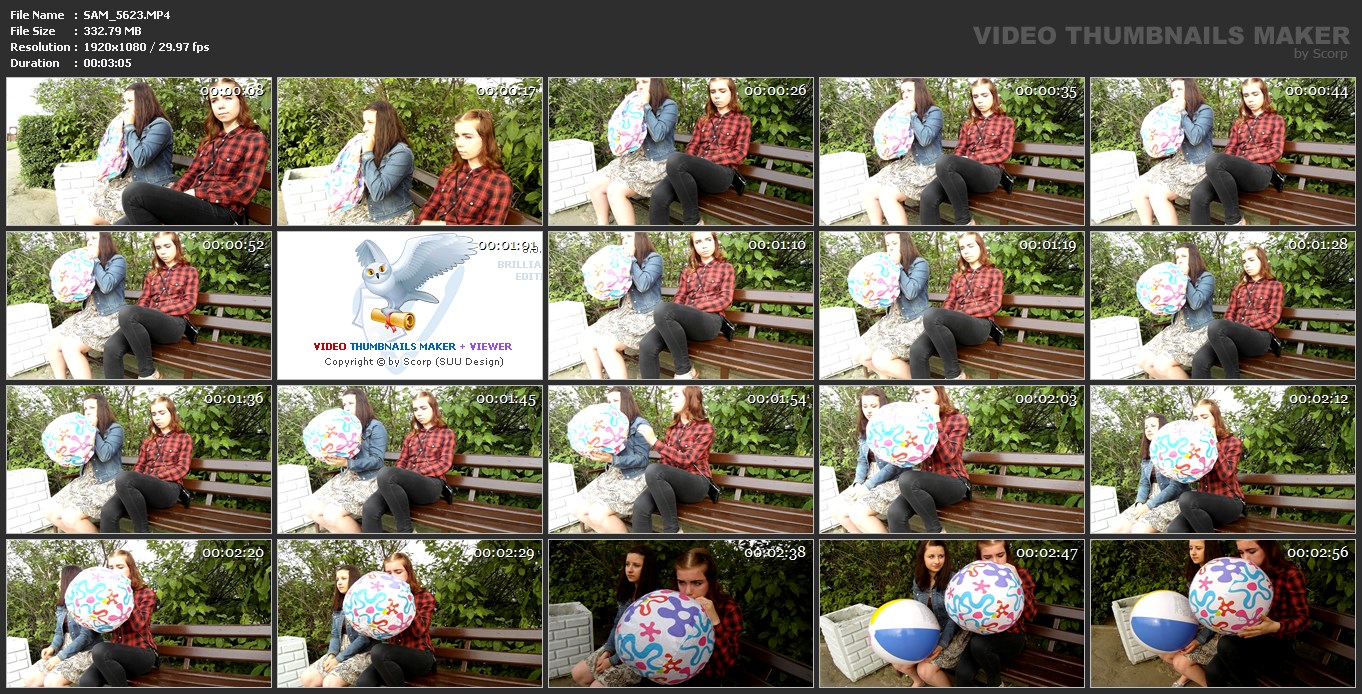 File Name : SAM_5623.MP4
File Size : 332.79 MB
Resolution : 1920x1080 / 29.97 fps
Duration : 00:03:05
VIDEO THUMBNAILS MAKER
by Scorp
00:00:08
00:00:17
00:00:26
00:00:35
00:00:44
00:00:52
00:01:01
BRILLIA
EDIT
VIDEO THUMBNAILS MAKER + VIEWER
Copyright © by Scorp (SUU Design)
00:01:10
00:01:19
00:01:28
00:01:36
00:01:45
00:01:54
00:02:03
00:02:12
00:02:20
00:02:29
00:02:38
00:02:47
00:02:56